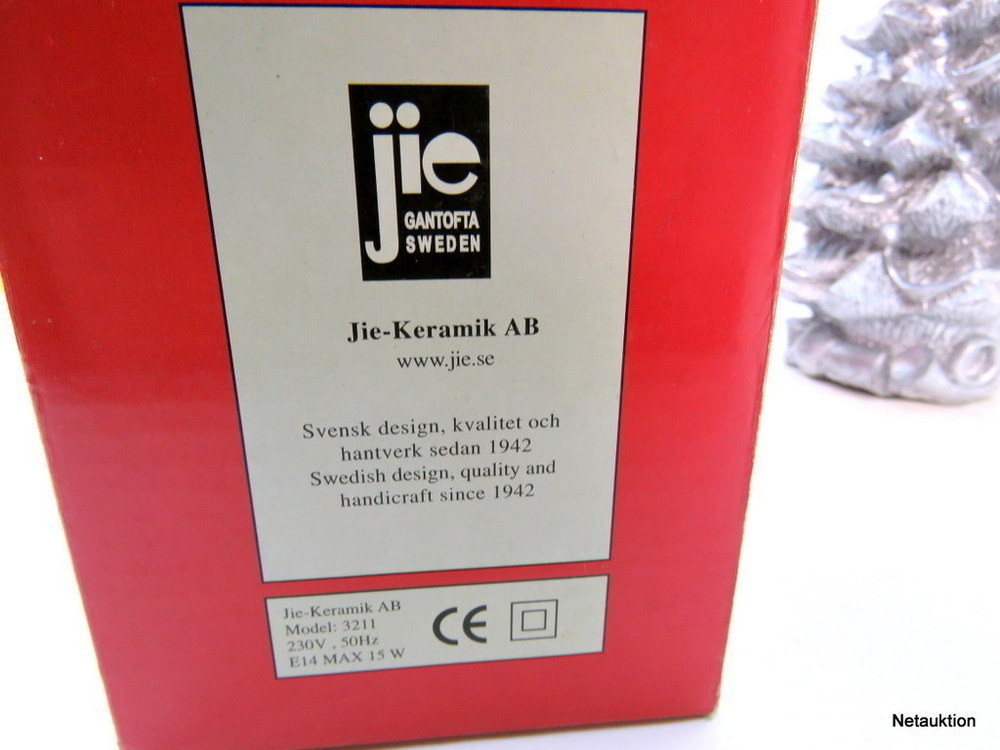 jie
GANTOFTA
SWEDEN
Jie-Keramik AB
www.jie.se
Svensk design, kvalitet och
hantverk sedan 1942
Swedish design, quality and
handicraft since 1942
Jie-Keramik AB
Model: 3211
230V , 50Hz
E14 MAX 15 W
CE
Netauktion